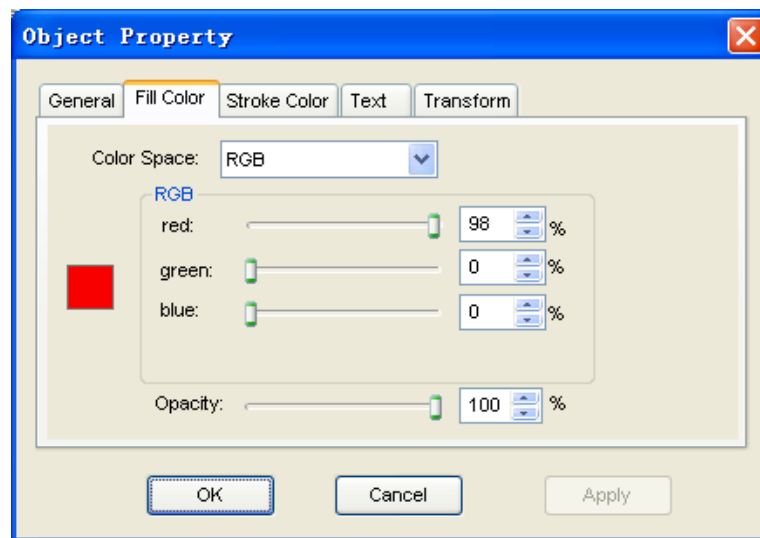 Object Property
General Fill Color Stroke Color Text Transform
Color Space: RGB
RGB
red: 98 %
green: 0 %
blue: 0 %
Opacity: 100 %
OK Cancel Apply